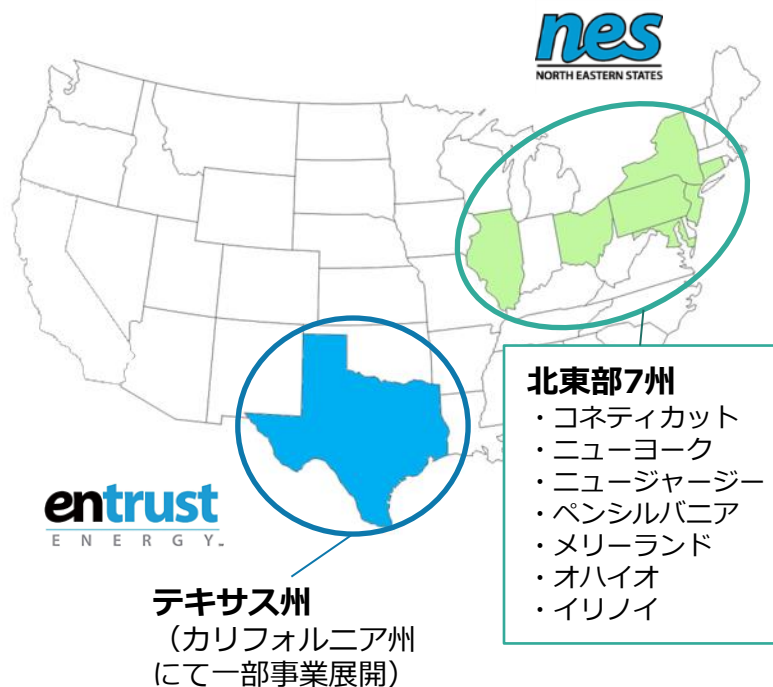 nes
NORTH EASTERN STATES
北東部7州
・コネティカット
・ニューヨーク
・ニュージャージー
・ペンシルバニア
・メリーランド
・オハイオ
・イリノイ
entrust
ENERGY
テキサス州
（カリフォルニア州
にて一部事業展開）